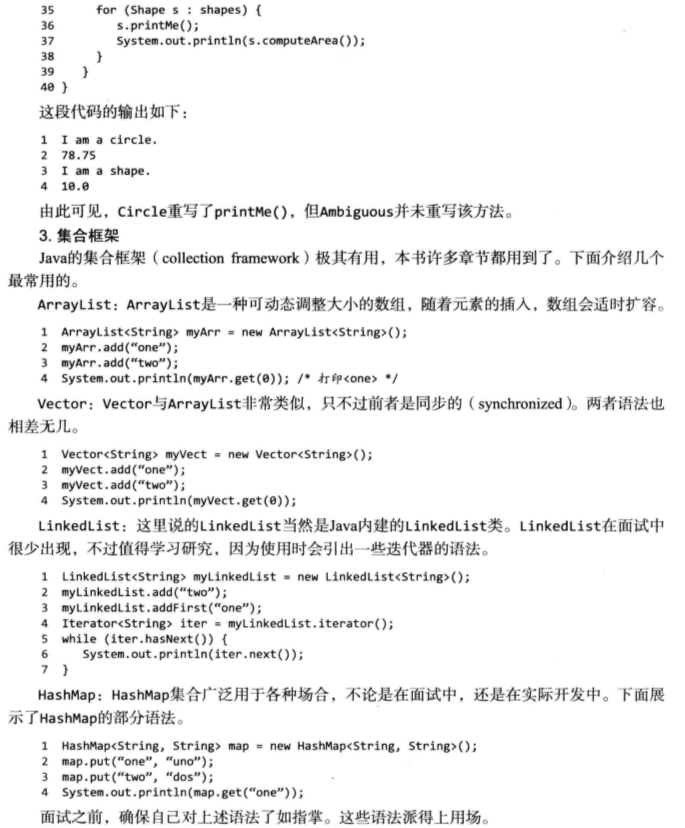 35 for (Shape s : shapes) {
36 s.printMe();
37 System.out.println(s.computeArea());
38 }
39 }
40 }
这段代码的输出如下：
1 I am a circle.
2 78.75
3 I am a shape.
4 10.0
由此可见，Circle重写了printMe()，但Ambiguous并未重写该方法。
3. 集合框架
Java的集合框架（collection framework）极其有用，本书许多章节都用到了。下面介绍几个
最常用的。
ArrayList：ArrayList是一种可动态调整大小的数组，随着元素的插入，数组会适时扩容。
1 ArrayList<String> myArr = new ArrayList<String>();
2 myArr.add(“one”);
3 myArr.add(“two”);
4 System.out.println(myArr.get(0)); /* 打印<one> */
Vector：Vector与ArrayList非常类似，只不过前者是同步的（synchronized）。两者语法也
相差无几。
1 Vector<String> myVect = new Vector<String>();
2 myVect.add(“one”);
3 myVect.add(“two”);
4 System.out.println(myVect.get(0));
LinkedList：这里说的LinkedList当然是Java内建的LinkedList类。LinkedList在面试中
很少出现，不过值得学习研究，因为使用时会引出一些迭代器的语法。
1 LinkedList<String> myLinkedList = new LinkedList<String>();
2 myLinkedList.add(“two”);
3 myLinkedList.addFirst(“one”);
4 Iterator<String> iter = myLinkedList.iterator();
5 while (iter.hasNext()) {
6 System.out.println(iter.next());
7 }
HashMap：HashMap集合广泛用于各种场合，不论是在面试中，还是在实际开发中。下面展
示了HashMap的部分语法。
1 HashMap<String, String> map = new HashMap<String, String>();
2 map.put(“one”, “uno”);
3 map.put(“two”, “dos”);
4 System.out.println(map.get(“one”));
面试之前，确保自己对上述语法了如指掌。这些语法派得上用场。